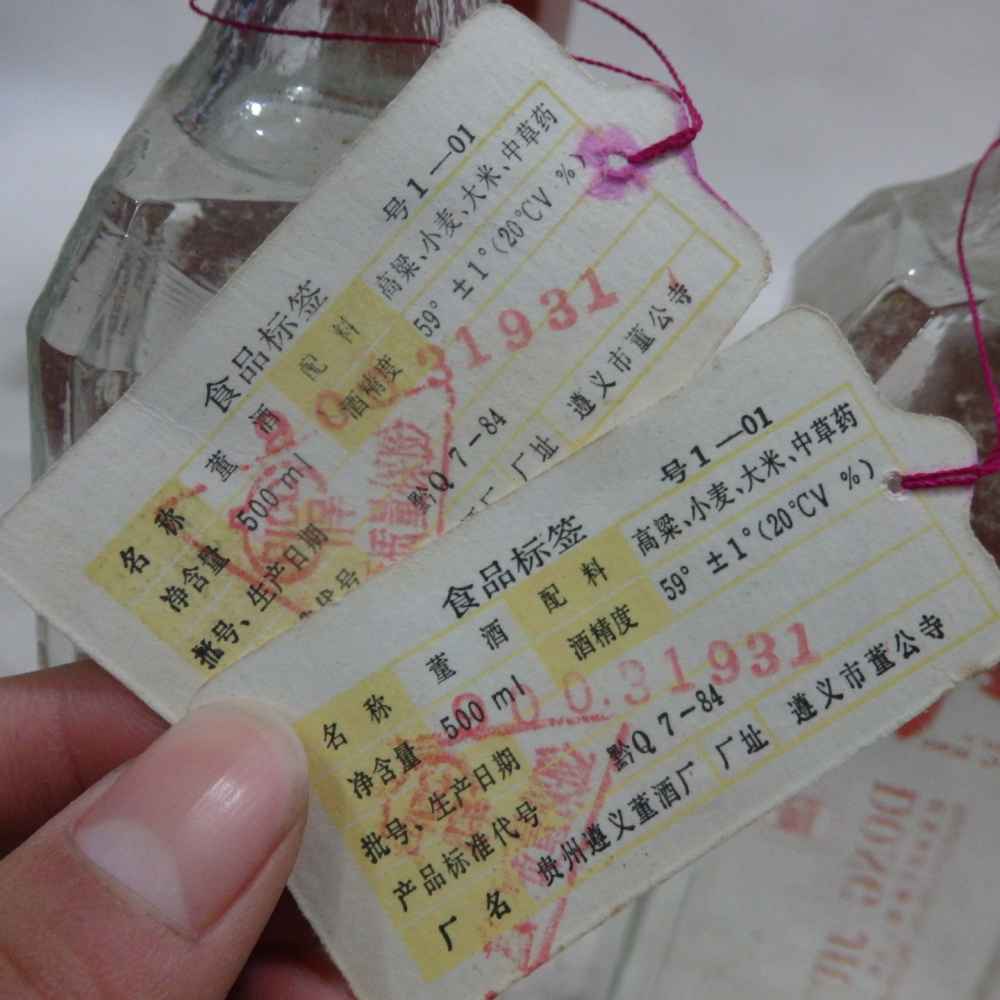 号1—01
食品标签
名称 董酒 配料 高粱、小麦、大米、中草药
净含量 500 ml 酒精度 59° ±1°(20°CV %)
批号、生产日期 31931
代号 黔Q 7-84
厂 厂址 遵义市董公寺
质量
号1—01
食品标签
名称 董酒 配料 高粱、小麦、大米、中草药
净含量 500 ml 酒精度 59° ±1°(20°CV %)
批号、生产日期 31931
产品标准代号 黔Q 7-84
厂名 贵州遵义董酒厂 厂址 遵义市董公寺
DONG JI